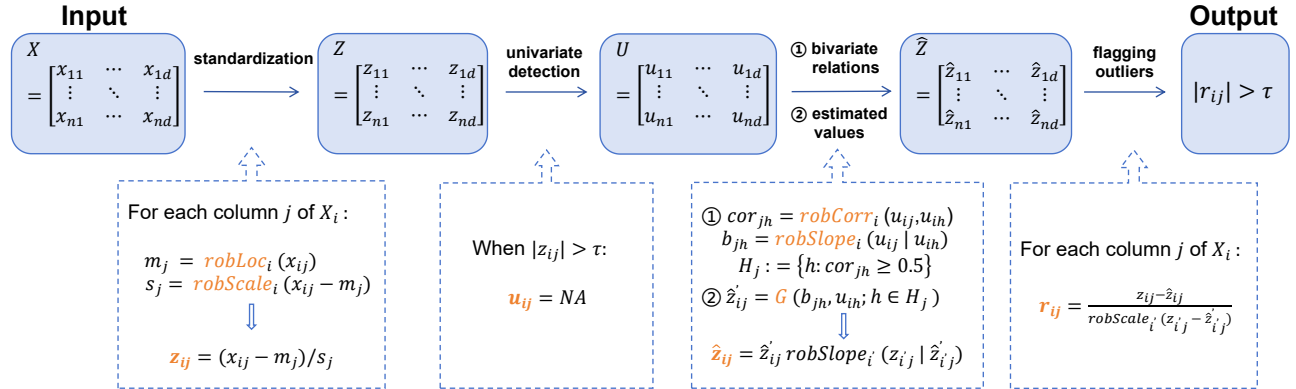 Input
Output
X
= [x11 ⋯ x1d
⋮ ⋱ ⋮
xn1 ⋯ xnd]
standardization
Z
= [z11 ⋯ z1d
⋮ ⋱ ⋮
zn1 ⋯ znd]
univariate
detection
U
= [u11 ⋯ u1d
⋮ ⋱ ⋮
un1 ⋯ und]
① bivariate
relations
② estimated
values
Ẑ
= [ẑ11 ⋯ ẑ1d
⋮ ⋱ ⋮
ẑn1 ⋯ ẑnd]
flagging
outliers
|rij| > τ
For each column j of Xi:
mj = robLoci (xij)
sj = robScalei (xij − mj)
zij = (xij − mj)/sj
When |zij| > τ:
uij = NA
① corjh = robCorri (uij,uih)
bjh = robSlopei (uij | uih)
Hj := {h: corjh ≥ 0.5}
② ẑ'ij = G (bjh, uih; h ∈ Hj)
ẑij = ẑ'ij robSlopei' (zi'j | ẑ'i'j)
For each column j of Xi:
rij = (zij−ẑij) / (robScalei' (zi'j − ẑ'i'j))